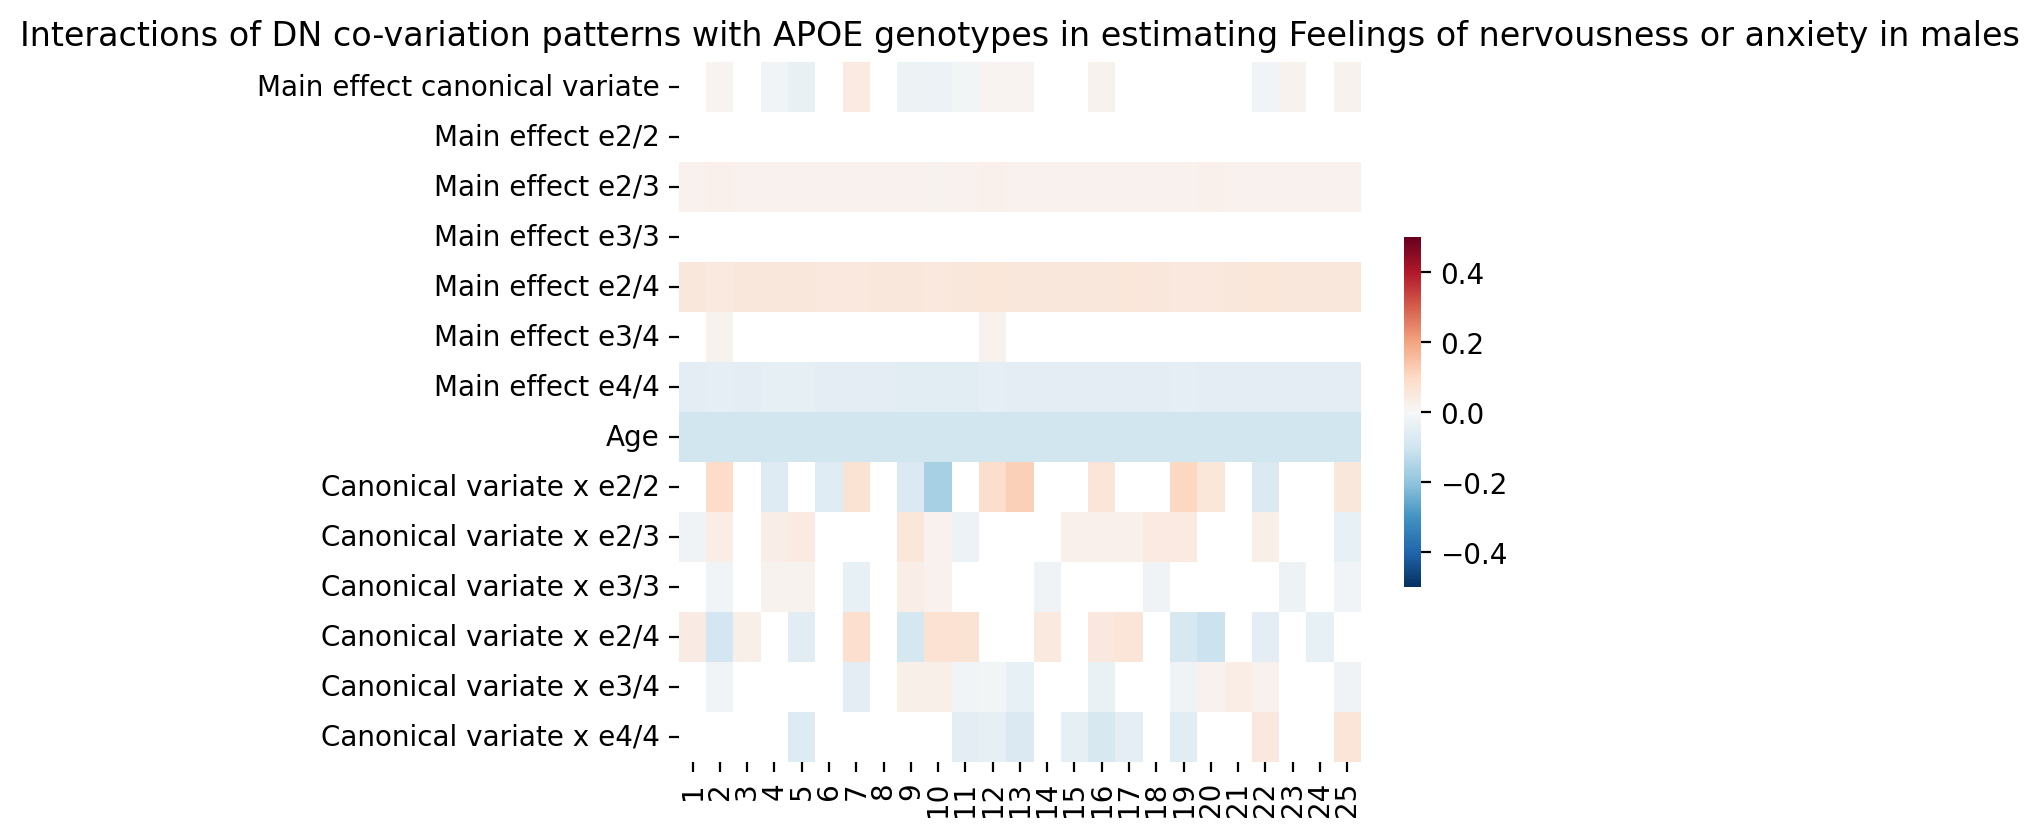 Interactions of DN co-variation patterns with APOE genotypes in estimating Feelings of nervousness or anxiety in males
Main effect canonical variate
Main effect e2/2
Main effect e2/3
Main effect e3/3
Main effect e2/4
Main effect e3/4
Main effect e4/4
Age
Canonical variate x e2/2
Canonical variate x e2/3
Canonical variate x e3/3
Canonical variate x e2/4
Canonical variate x e3/4
Canonical variate x e4/4
1 2 3 4 5 6 7 8 9 10 11 12 13 14 15 16 17 18 19 20 21 22 23 24 25
0.4
0.2
0.0
−0.2
−0.4